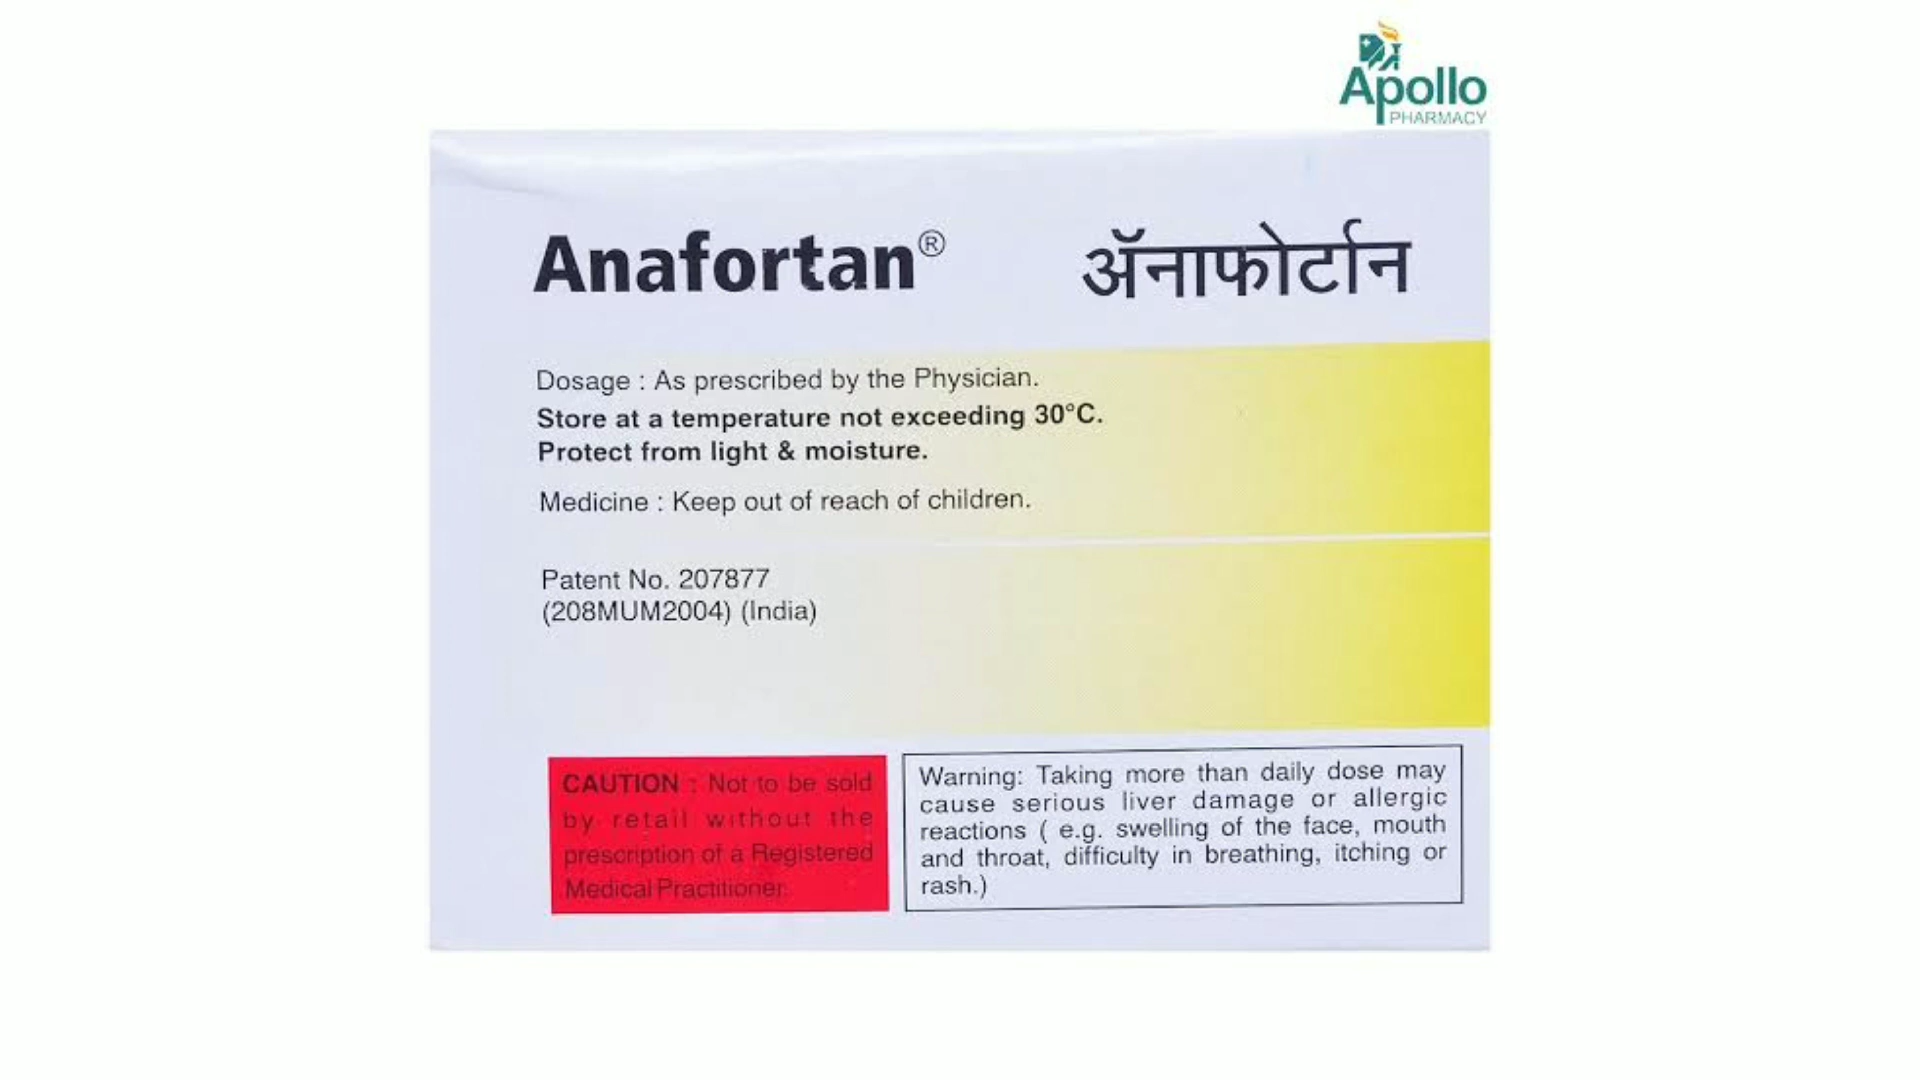 Apollo
PHARMACY
Anafortan® ॲनाफोर्टान
Dosage : As prescribed by the Physician.
Store at a temperature not exceeding 30°C.
Protect from light & moisture.
Medicine : Keep out of reach of children.
Patent No. 207877
(208MUM2004) (India)
CAUTION : Not to be sold
by retail without the
prescription of a Registered
Medical Practitioner.
Warning: Taking more than daily dose may
cause serious liver damage or allergic
reactions ( e.g. swelling of the face, mouth
and throat, difficulty in breathing, itching or
rash.)